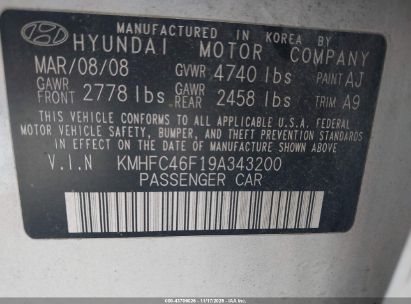 MANUFACTURED IN KOREA BY
HYUNDAI MOTOR COMPANY
MAR/08/08 GVWR 4740 lbs PAINT AJ
GAWR FRONT 2778 lbs GAWR REAR 2458 lbs TRIM A9
THIS VEHICLE CONFORMS TO ALL APPLICABLE FEDERAL
MOTOR VEHICLE SAFETY, BUMPER, AND THEFT PREVENTION
STANDARDS IN EFFECT ON THE DATE OF MANUFACTURE
V.I.N KMHFC46F19A343200
PASSENGER CAR